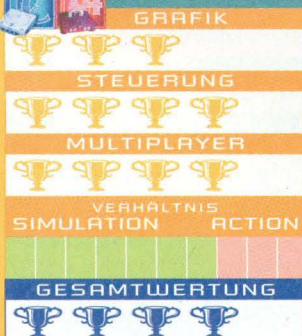 GRAFIK
STEUERUNG
MULTIPLAYER
VERHÄLTNIS
SIMULATION ACTION
GESAMTWERTUNG